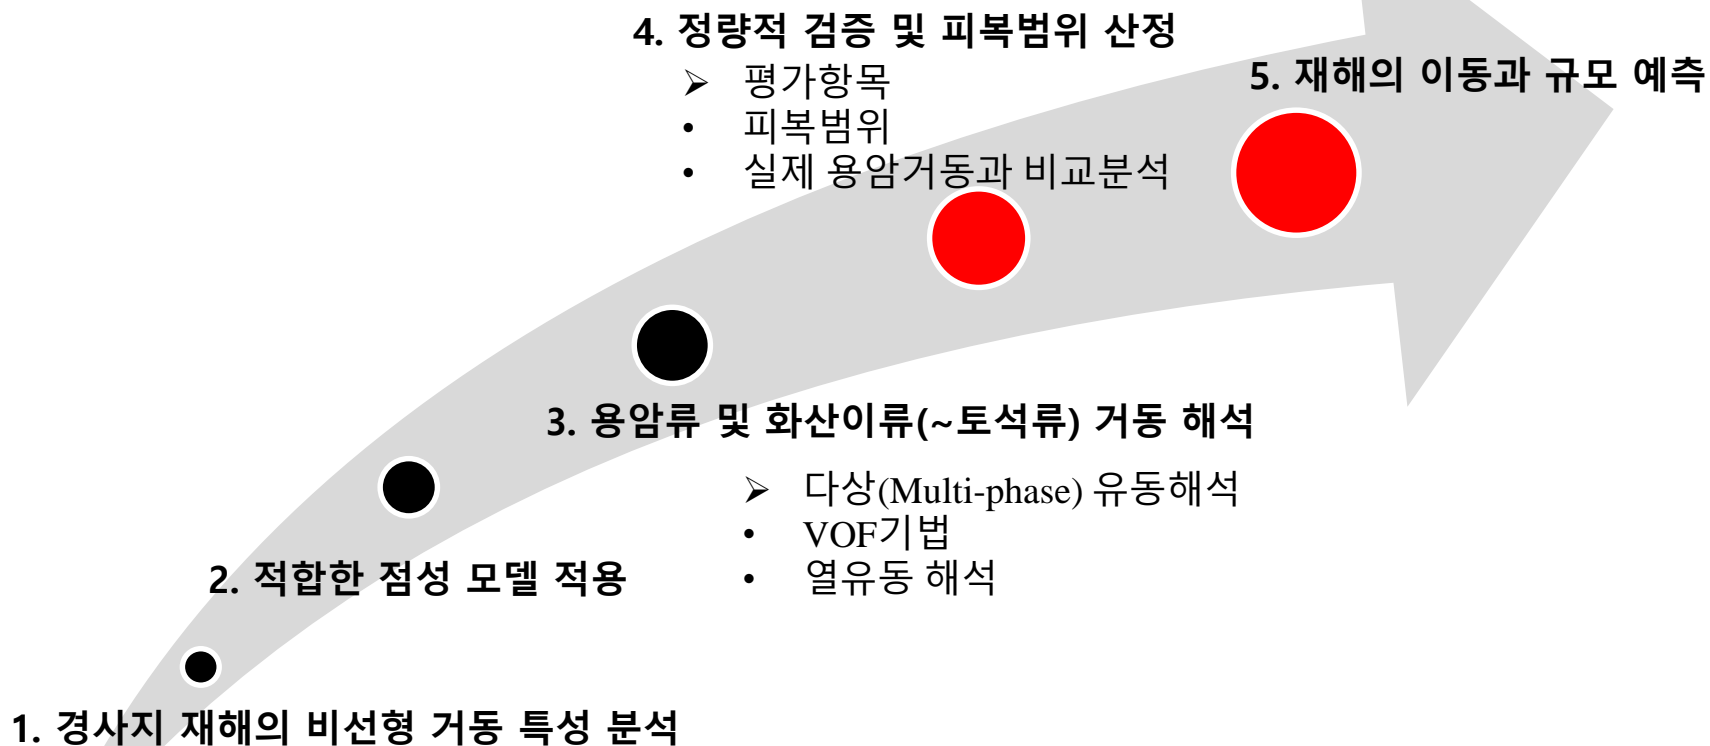 4. 정량적 검증 및 피복범위 산정
➢ 평가항목
• 피복범위
• 실제 용암거동과 비교분석
5. 재해의 이동과 규모 예측
3. 용암류 및 화산이류(~토석류) 거동 해석
➢ 다상(Multi-phase) 유동해석
• VOF기법
• 열유동 해석
2. 적합한 점성 모델 적용
1. 경사지 재해의 비선형 거동 특성 분석